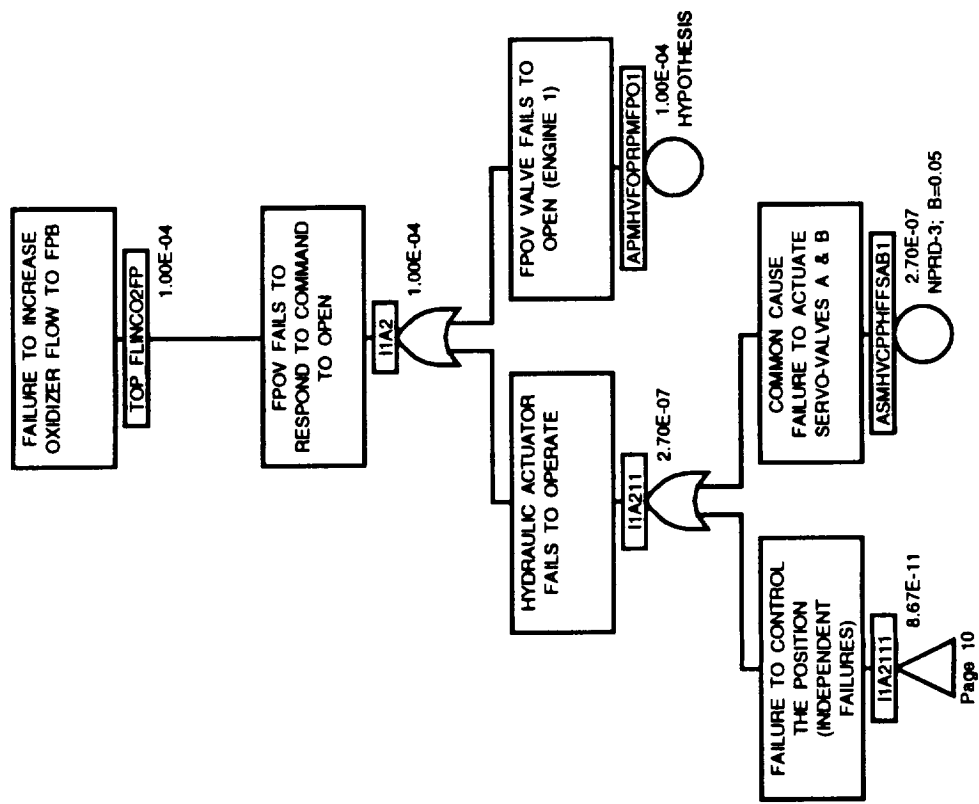 FAILURE TO INCREASE
OXIDIZER FLOW TO FPB
TOP FLINCO2FP
1.00E-04
FPOV FAILS TO
RESPOND TO COMMAND
TO OPEN
I1A2
1.00E-04
HYDRAULIC ACTUATOR
FAILS TO OPERATE
I1A211
2.70E-07
FPOV VALVE FAILS TO
OPEN (ENGINE 1)
APMHVFOPRPMFPO1
1.00E-04
HYPOTHESIS
FAILURE TO CONTROL
THE POSITION
(INDEPENDENT
FAILURES)
I1A2111
8.67E-11
Page 10
COMMON CAUSE
FAILURE TO ACTUATE
SERVO-VALVES A & B
ASMHVCPPHFFSAB1
2.70E-07
NPRD-3; B=0.05